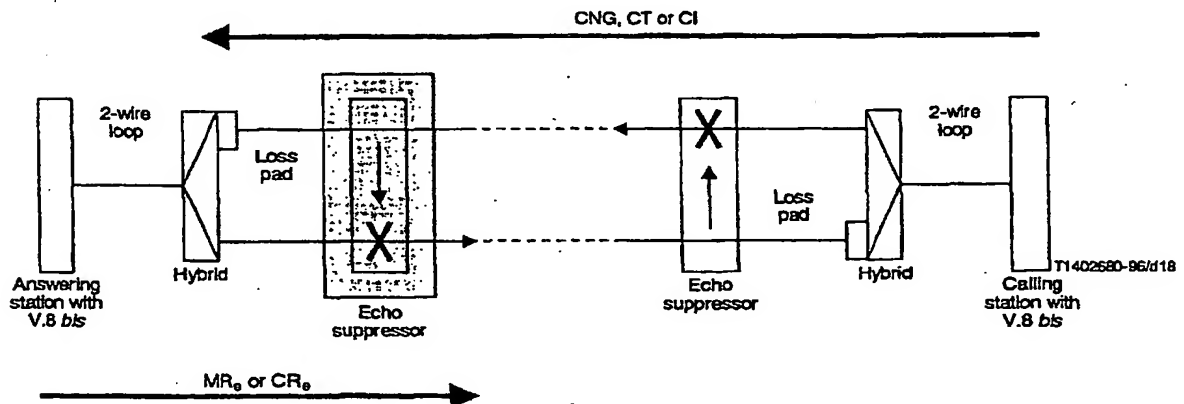 CNG, CT or CI
2-wire
loop
2-wire
loop
Loss
pad
Loss
pad
Hybrid
Hybrid
T1402680-96/d18
Answering
station with
V.8 bis
Echo
suppressor
Echo
suppressor
Calling
station with
V.8 bis
MRe or CRe